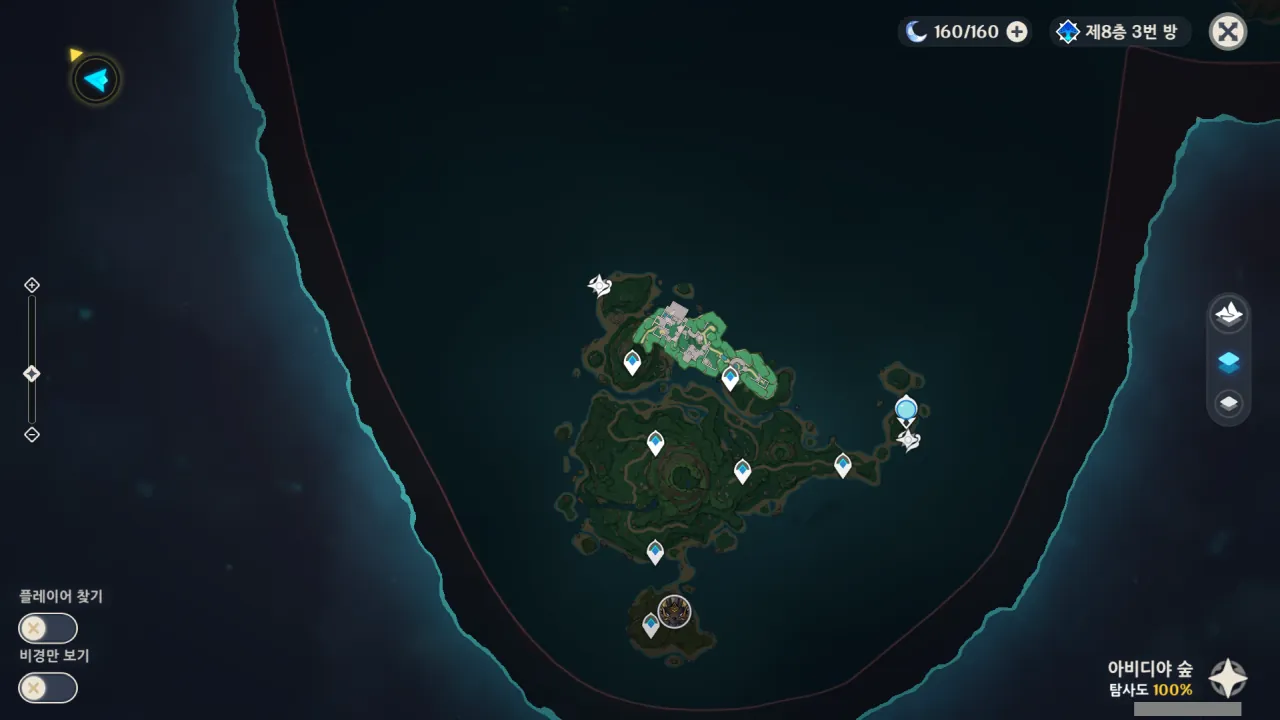 160/160
제8층 3번 방
플레이어 찾기
비경만 보기
아비디야 숲
탐사도 100%